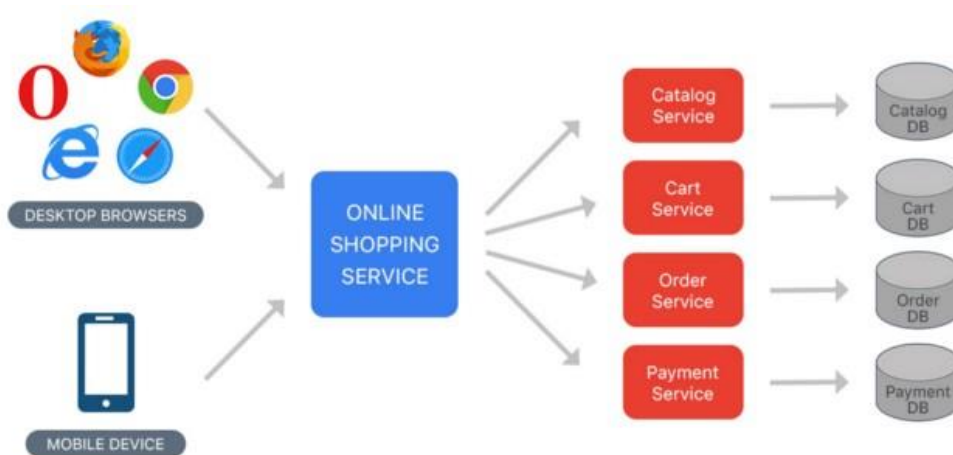 DESKTOP BROWSERS
MOBILE DEVICE
ONLINE
SHOPPING
SERVICE
Catalog
Service
Cart
Service
Order
Service
Payment
Service
Catalog
DB
Cart
DB
Order
DB
Payment
DB